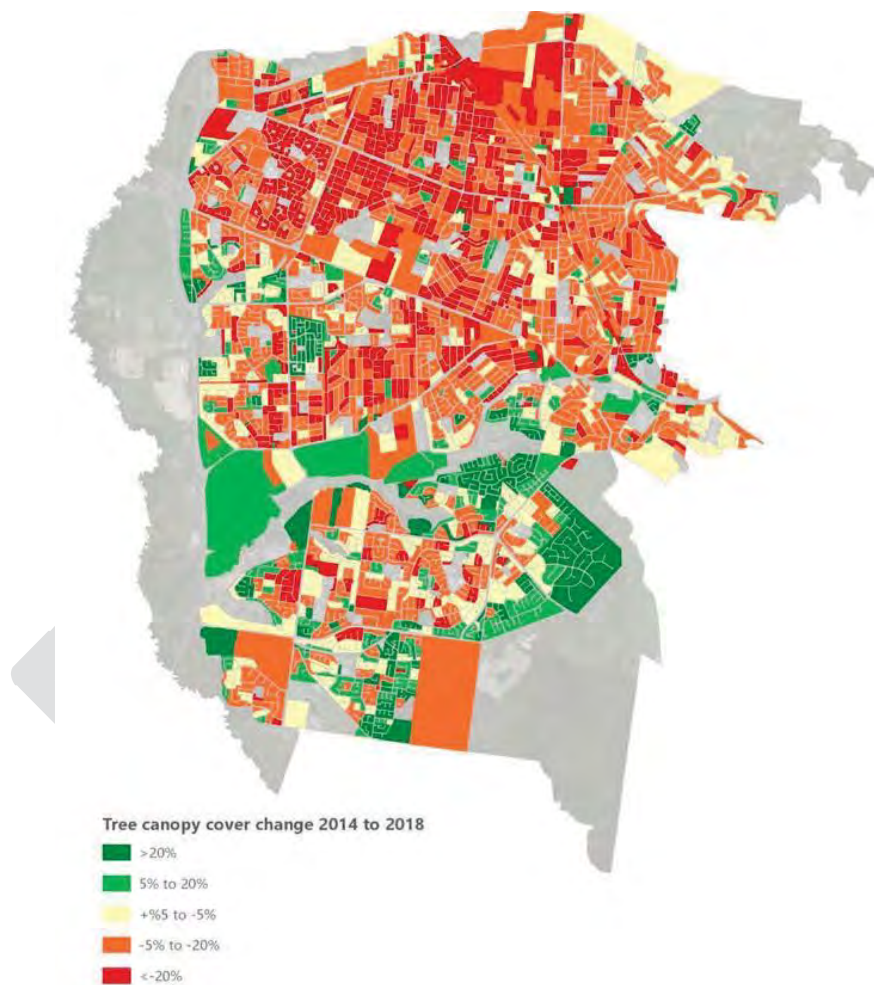 Tree canopy cover change 2014 to 2018
>20%
5% to 20%
+%5 to -5%
-5% to -20%
<-20%